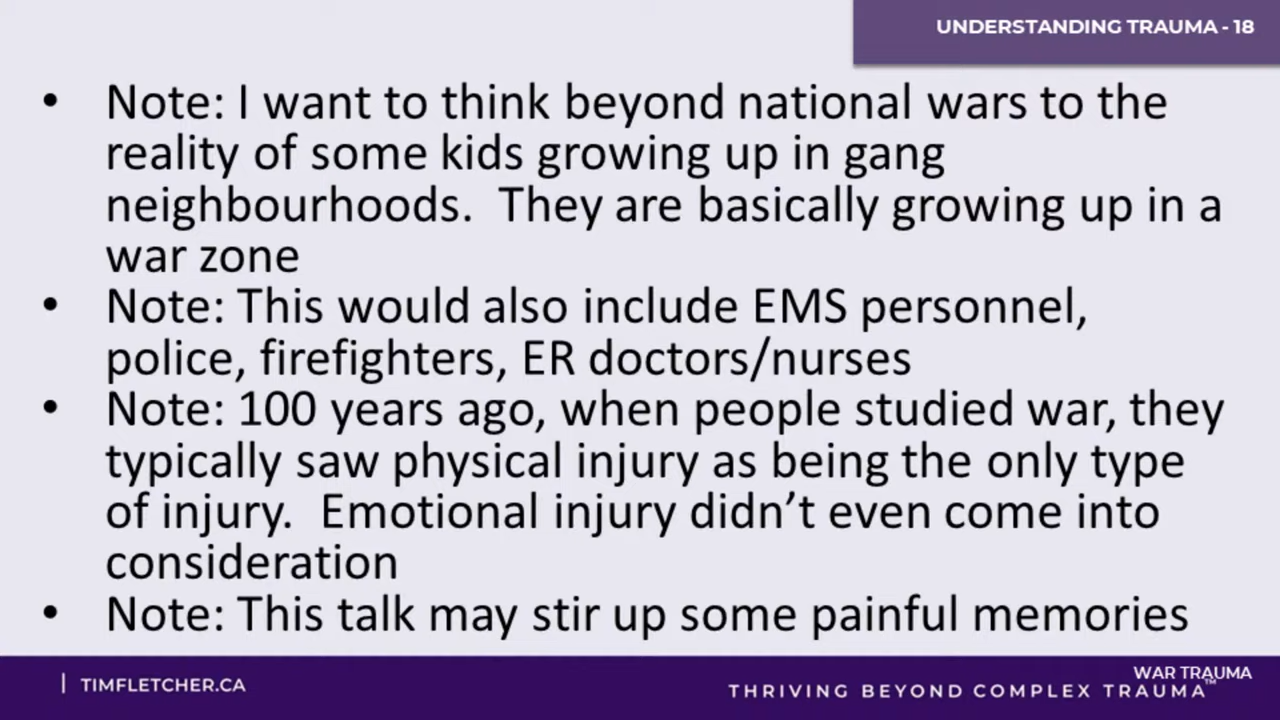 UNDERSTANDING TRAUMA - 18
• Note: I want to think beyond national wars to the
reality of some kids growing up in gang
neighbourhoods.  They are basically growing up in a
war zone
• Note: This would also include EMS personnel,
police, firefighters, ER doctors/nurses
• Note: 100 years ago, when people studied war, they
typically saw physical injury as being the only type
of injury.  Emotional injury didn’t even come into
consideration
• Note: This talk may stir up some painful memories
| TIMFLETCHER.CA
WAR TRAUMA
THRIVING BEYOND COMPLEX TRAUMA™